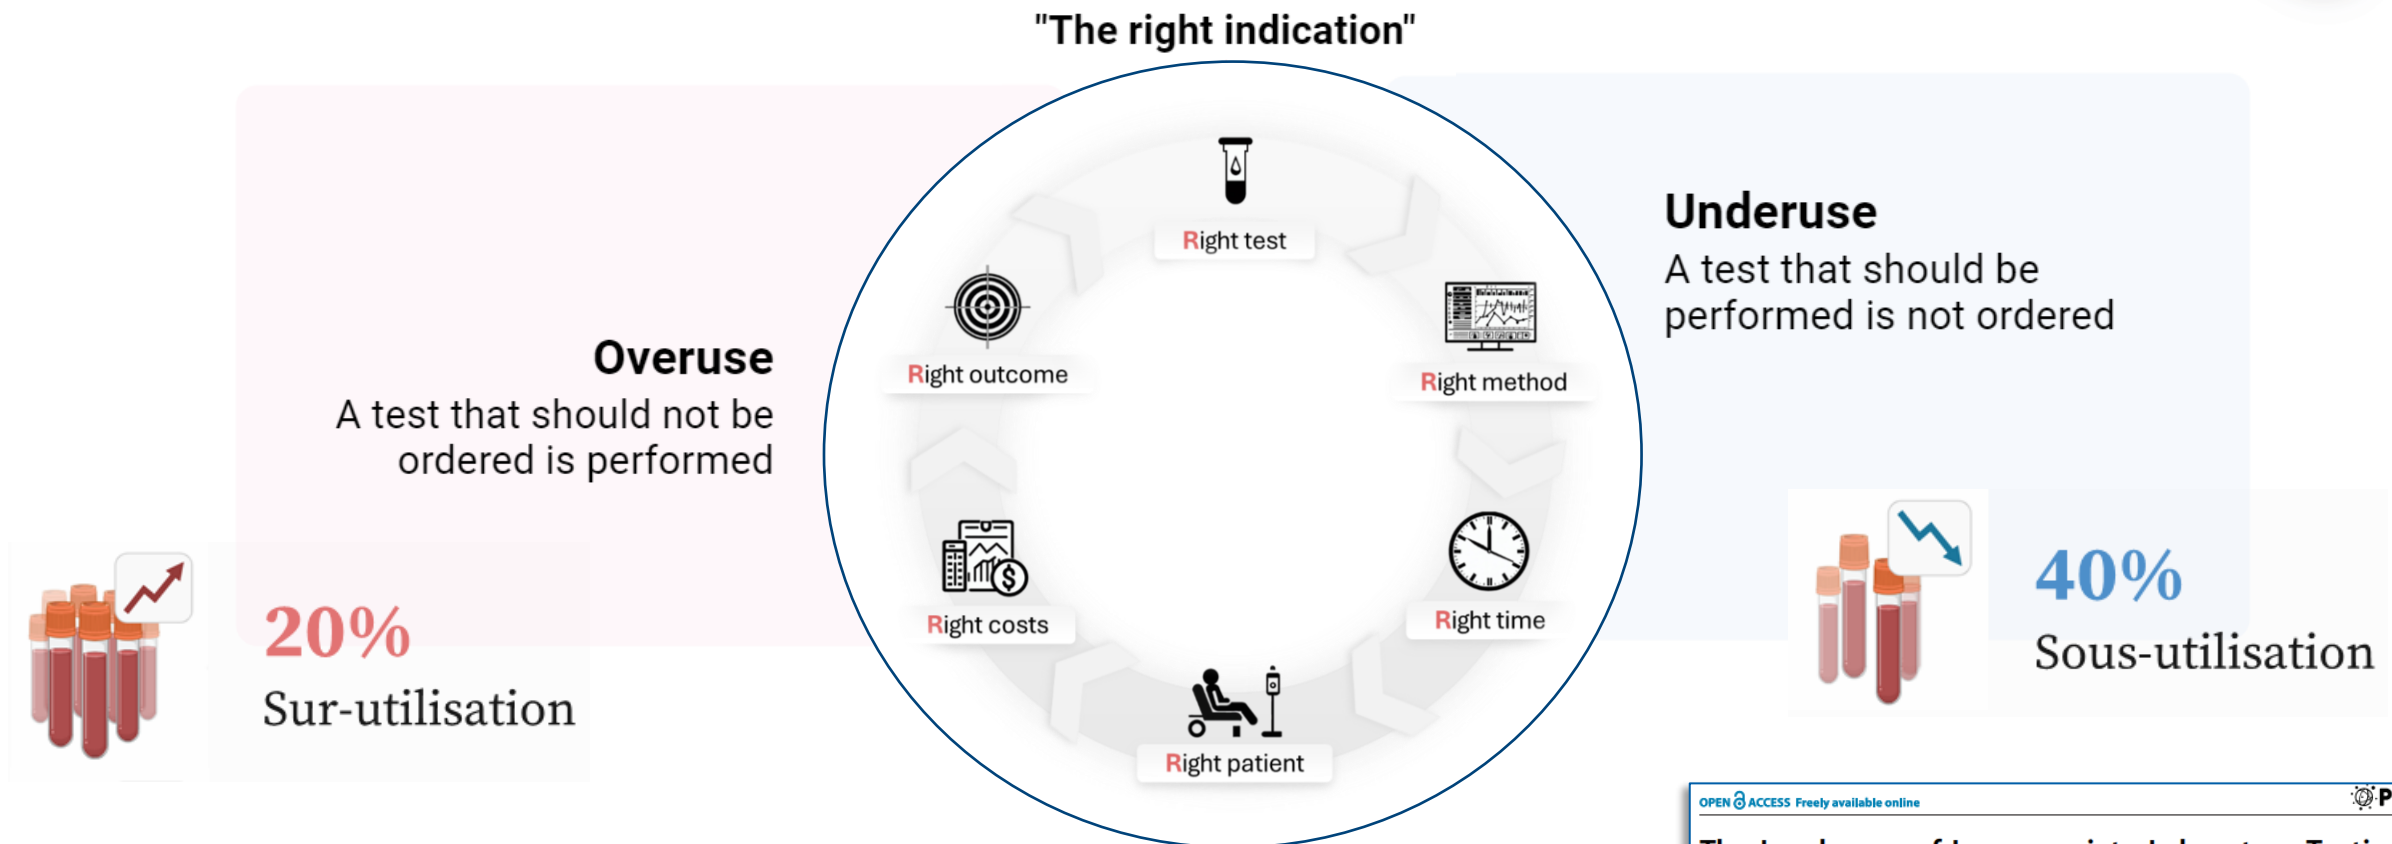 "The right indication"
Overuse
A test that should not be
ordered is performed
20%
Sur-utilisation
Right test
Right method
Right time
Right patient
Right costs
Right outcome
Underuse
A test that should be
performed is not ordered
40%
Sous-utilisation
OPEN ACCESS Freely available online